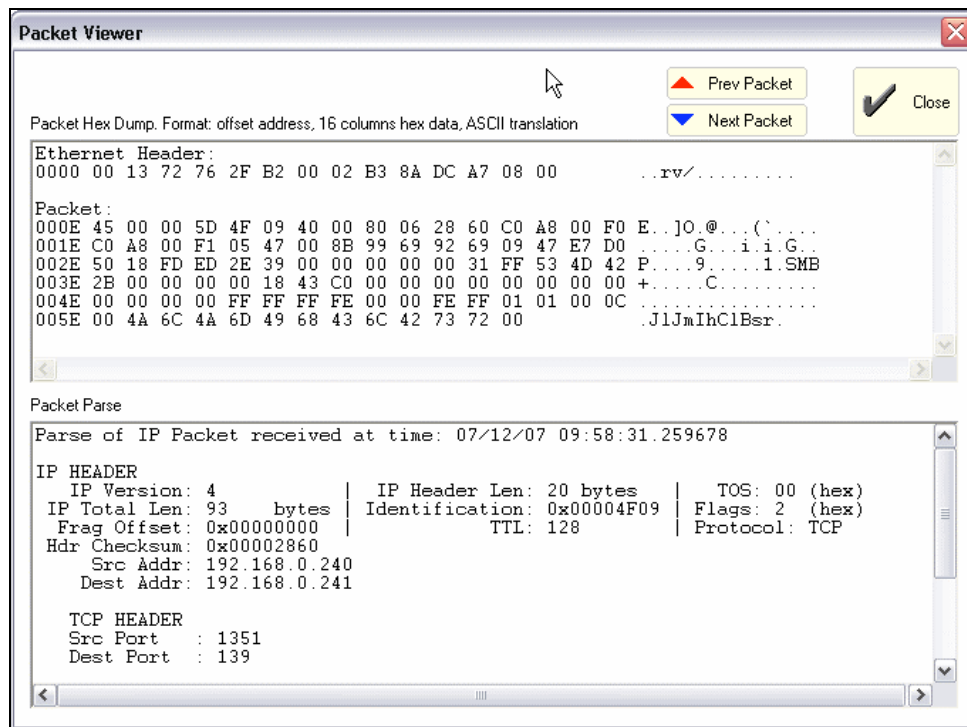 Packet Viewer
Prev Packet
Close
Packet Hex Dump. Format: offset address, 16 columns hex data, ASCII translation
Next Packet
Ethernet Header:
0000 00 13 72 76 2F B2 00 02 B3 8A DC A7 08 00 ..rv/.........
Packet:
000E 45 00 00 5D 4F 09 40 00 80 06 28 60 C0 A8 00 F0 E..]O.@...(`....
001E C0 A8 00 F1 05 47 00 8B 99 69 92 69 09 47 E7 D0 .....G...i.i.G..
002E 50 18 FD ED 2E 39 00 00 00 00 00 31 FF 53 4D 42 P....9.....1.SMB
003E 2B 00 00 00 00 18 43 C0 00 00 00 00 00 00 00 00 +.....C.........
004E 00 00 00 00 FF FF FF FE 00 00 FE FF 01 01 00 0C ................
005E 00 4A 6C 4A 6D 49 68 43 6C 42 73 72 00 .JlJmIhClBsr.
Packet Parse
Parse of IP Packet received at time: 07/12/07 09:58:31.259678
IP HEADER
IP Version: 4 | IP Header Len: 20 bytes | TOS: 00 (hex)
IP Total Len: 93 bytes | Identification: 0x00004F09 | Flags: 2 (hex)
Frag Offset: 0x00000000 | TTL: 128 | Protocol: TCP
Hdr Checksum: 0x00002860
Src Addr: 192.168.0.240
Dest Addr: 192.168.0.241
TCP HEADER
Src Port : 1351
Dest Port : 139